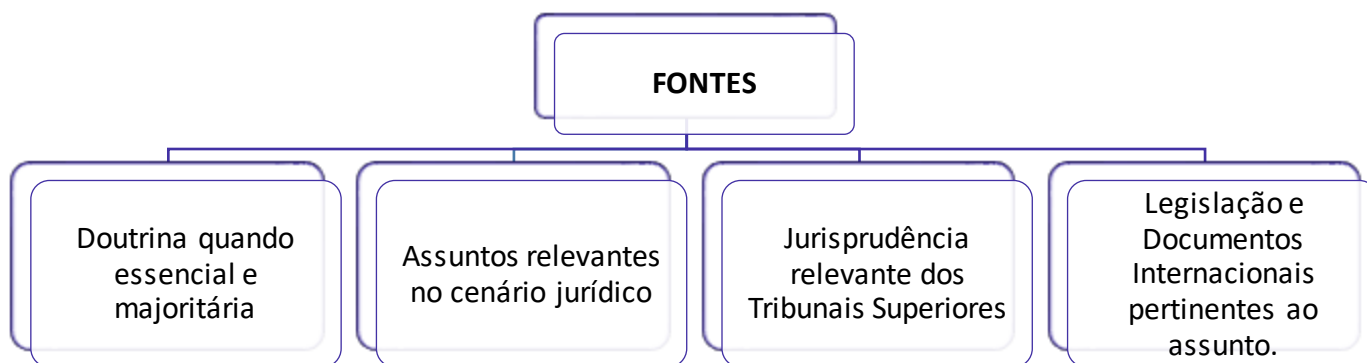 FONTES
Doutrina quando
essencial e
majoritária
Assuntos relevantes
no cenário jurídico
Jurisprudência
relevante dos
Tribunais Superiores
Legislação e
Documentos
Internacionais
pertinentes ao
assunto.